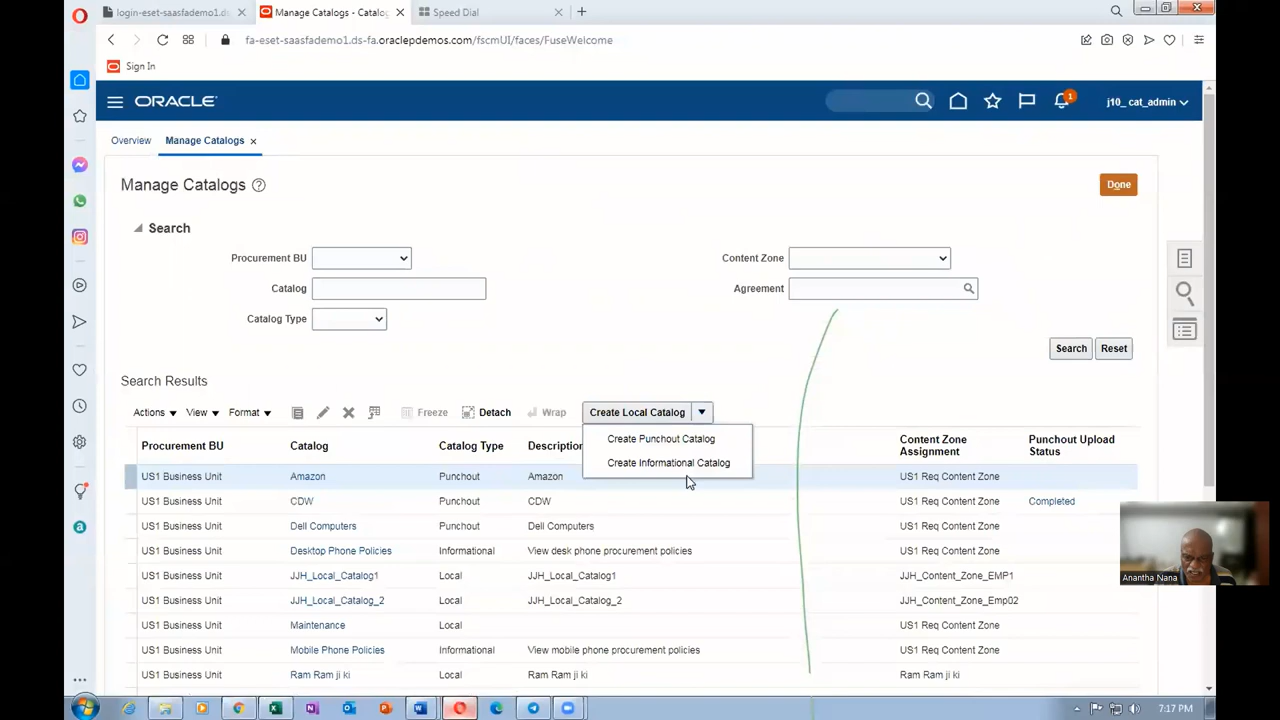 login-eset-saasfademo1.ds
Manage Catalogs - Catalo
Speed Dial
fa-eset-saasfademo1.ds-fa.oraclepdemos.com/fscmUI/faces/FuseWelcome
Sign In
ORACLE
1
j10_ cat_admin
Overview
Manage Catalogs
Manage Catalogs
Done
Search
Procurement BU
Content Zone
Catalog
Agreement
Catalog Type
Search
Reset
Search Results
Actions
View
Format
Freeze
Detach
Wrap
Create Local Catalog
Create Punchout Catalog
Create Informational Catalog
Procurement BU Catalog Catalog Type Description Content Zone Assignment Punchout Upload Status
US1 Business Unit Amazon Punchout Amazon US1 Req Content Zone
US1 Business Unit CDW Punchout CDW US1 Req Content Zone Completed
US1 Business Unit Dell Computers Punchout Dell Computers US1 Req Content Zone
US1 Business Unit Desktop Phone Policies Informational View desk phone procurement policies US1 Req Content Zone
US1 Business Unit JJH_Local_Catalog1 Local JJH_Local_Catalog1 JJH_Content_Zone_EMP1
US1 Business Unit JJH_Local_Catalog_2 Local JJH_Local_Catalog_2 JJH_Content_Zone_Emp02
US1 Business Unit Maintenance Local US1 Req Content Zone
US1 Business Unit Mobile Phone Policies Informational View mobile phone procurement policies US1 Req Content Zone
US1 Business Unit Ram Ram ji ki Local Ram Ram ji ki
Anantha Nana
7:17 PM